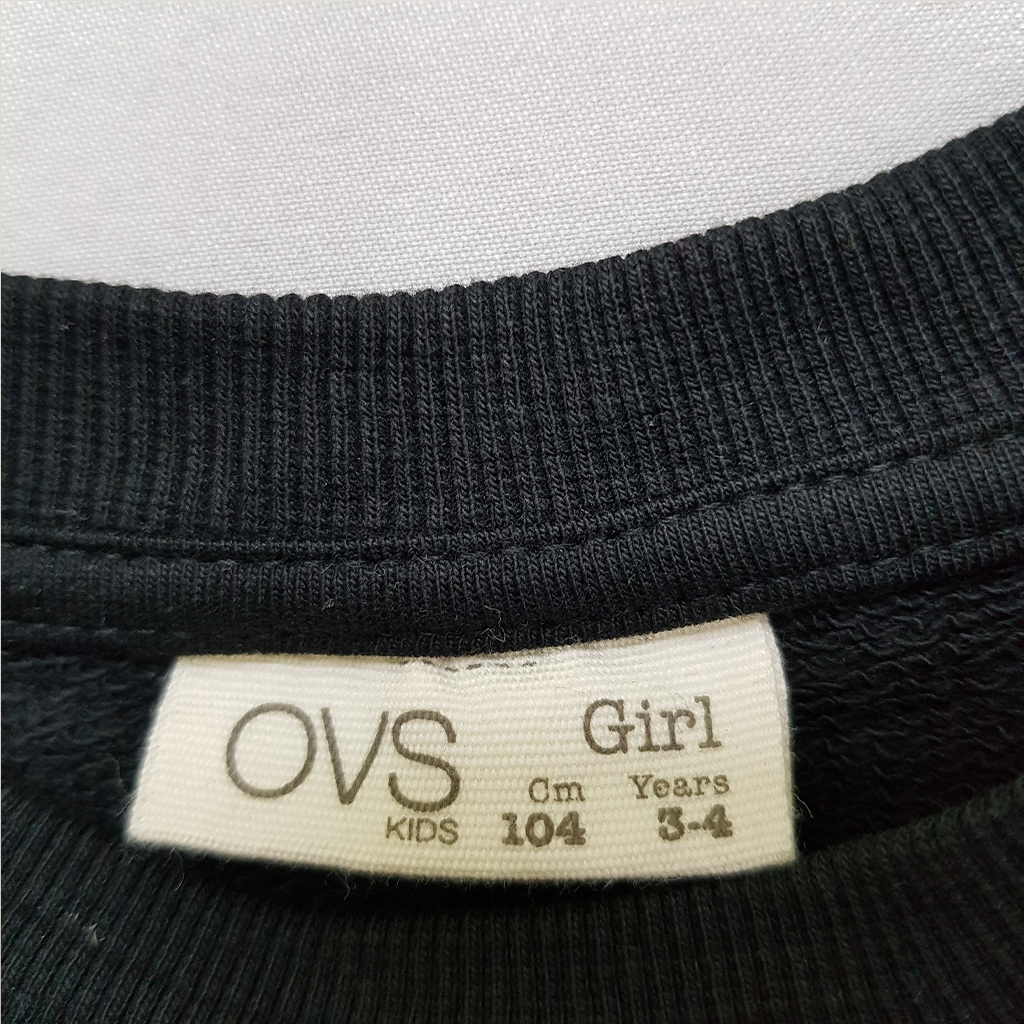 OVS
KIDS
Girl
Cm Years
104 3-4